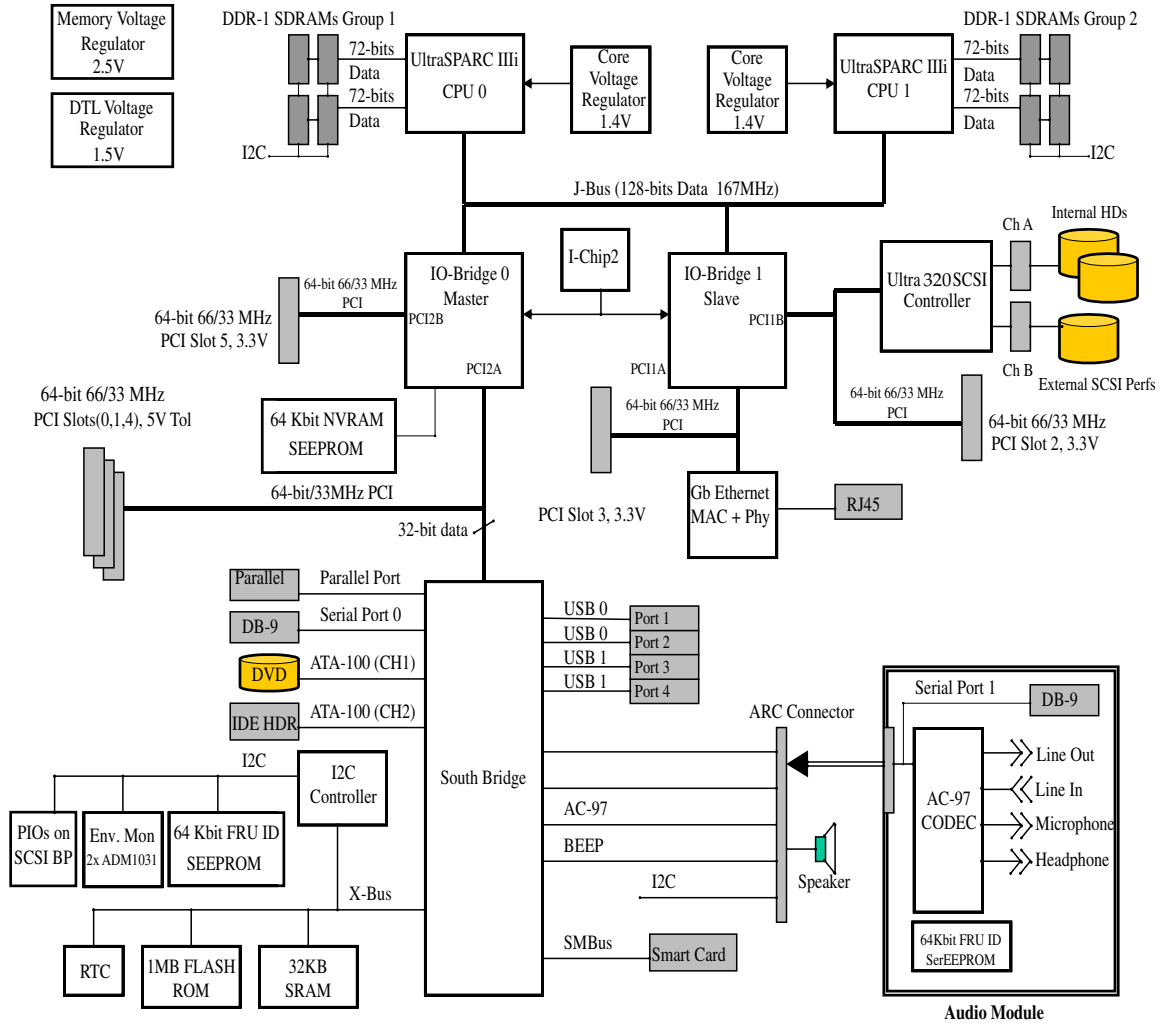 Memory Voltage
Regulator
2.5V
DTL Voltage
Regulator
1.5V
DDR-1 SDRAMs Group 1
72-bits
Data
72-bits
Data
I2C
UltraSPARC IIIi
CPU 0
Core
Voltage
Regulator
1.4V
Core
Voltage
Regulator
1.4V
DDR-1 SDRAMs Group 2
UltraSPARC IIIi
CPU 1
72-bits
Data
72-bits
Data
I2C
J-Bus (128-bits Data 167MHz)
IO-Bridge 0
Master
PCI2B
PCI2A
I-Chip2
IO-Bridge 1
Slave
PCI1B
PCI1A
Ultra 320 SCSI
Controller
Ch A
Internal HDs
Ch B
External SCSI Perfs
64-bit 66/33 MHz
PCI
64-bit 66/33 MHz
PCI Slot 5, 3.3V
64-bit 66/33 MHz
PCI Slots(0,1,4), 5V Tol
64 Kbit NVRAM
SEEPROM
64-bit 66/33 MHz
PCI
64-bit 66/33 MHz
PCI
64-bit 66/33 MHz
PCI Slot 2, 3.3V
64-bit/33MHz PCI
32-bit data
PCI Slot 3, 3.3V
Gb Ethernet
MAC + Phy
RJ45
Parallel
Parallel Port
DB-9
Serial Port 0
DVD
ATA-100 (CH1)
IDE HDR
ATA-100 (CH2)
South Bridge
USB 0
Port 1
USB 0
Port 2
USB 1
Port 3
USB 1
Port 4
I2C
I2C
Controller
PIOs on
SCSI BP
Env. Mon
2x ADM1031
64 Kbit FRU ID
SEEPROM
X-Bus
RTC
1MB FLASH
ROM
32KB
SRAM
ARC Connector
AC-97
BEEP
I2C
Speaker
SMBus
Smart Card
Serial Port 1
DB-9
AC-97
CODEC
Line Out
Line In
Microphone
Headphone
64Kbit FRU ID
SerEEPROM
Audio Module